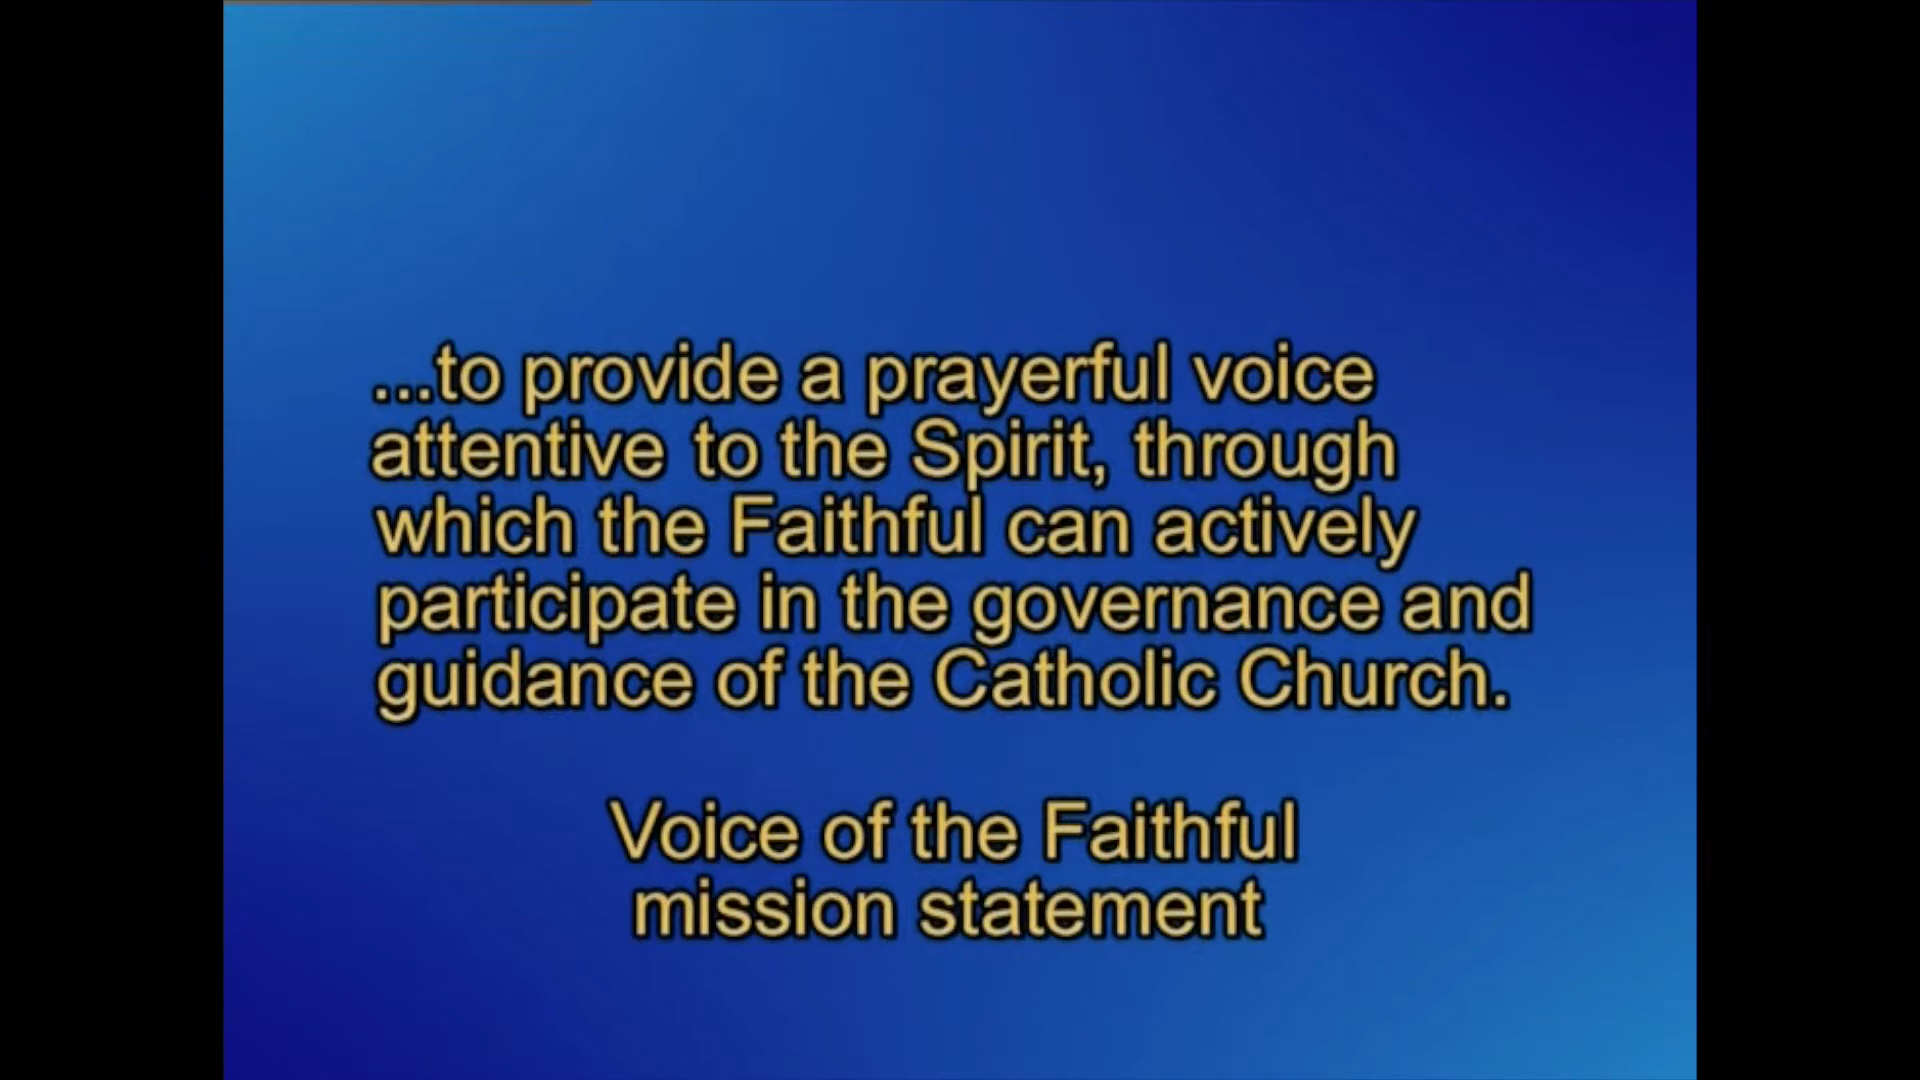 ...to provide a prayerful voice
attentive to the Spirit, through
which the Faithful can actively
participate in the governance and
guidance of the Catholic Church.
Voice of the Faithful
mission statement